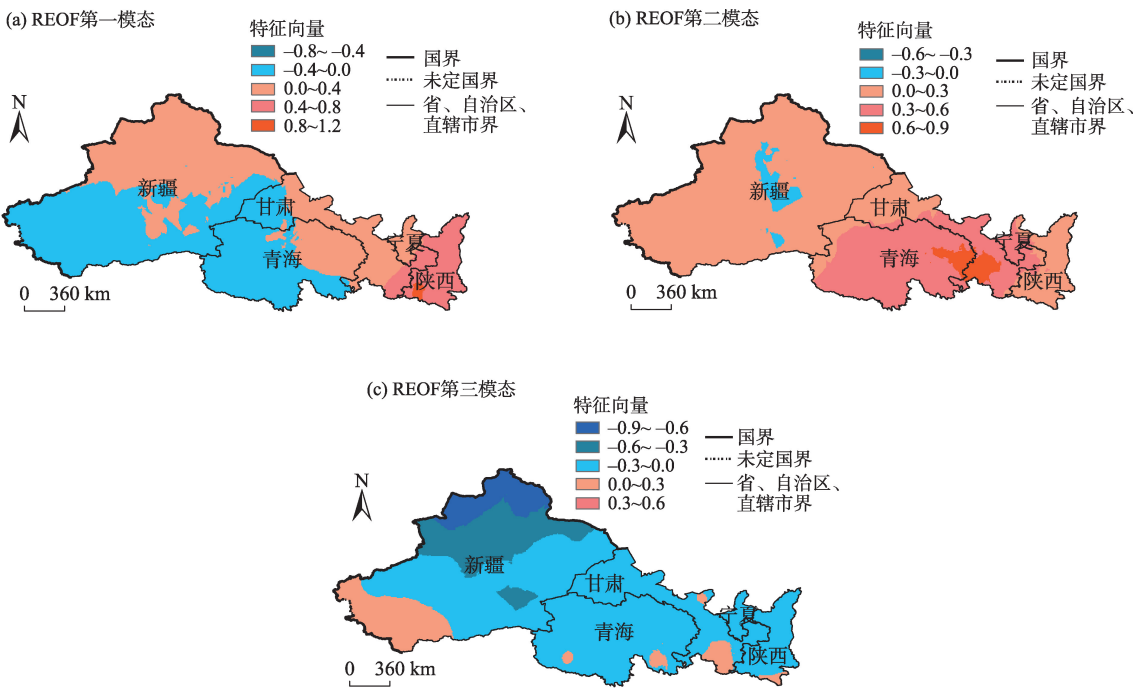 (a) REOF第一模态
特征向量
–0.8~ –0.4
–0.4~0.0
0.0~0.4
0.4~0.8
0.8~1.2
国界
未定国界
省、自治区、
直辖市界
N
新疆
甘肃
青海
宁夏
陕西
0 360 km
(b) REOF第二模态
特征向量
–0.6~ –0.3
–0.3~0.0
0.0~0.3
0.3~0.6
0.6~0.9
国界
未定国界
省、自治区、
直辖市界
N
新疆
甘肃
青海
宁夏
陕西
0 360 km
(c) REOF第三模态
特征向量
–0.9~ –0.6
–0.6~ –0.3
–0.3~0.0
0.0~0.3
0.3~0.6
国界
未定国界
省、自治区、
直辖市界
N
新疆
甘肃
青海
宁夏
陕西
0 360 km